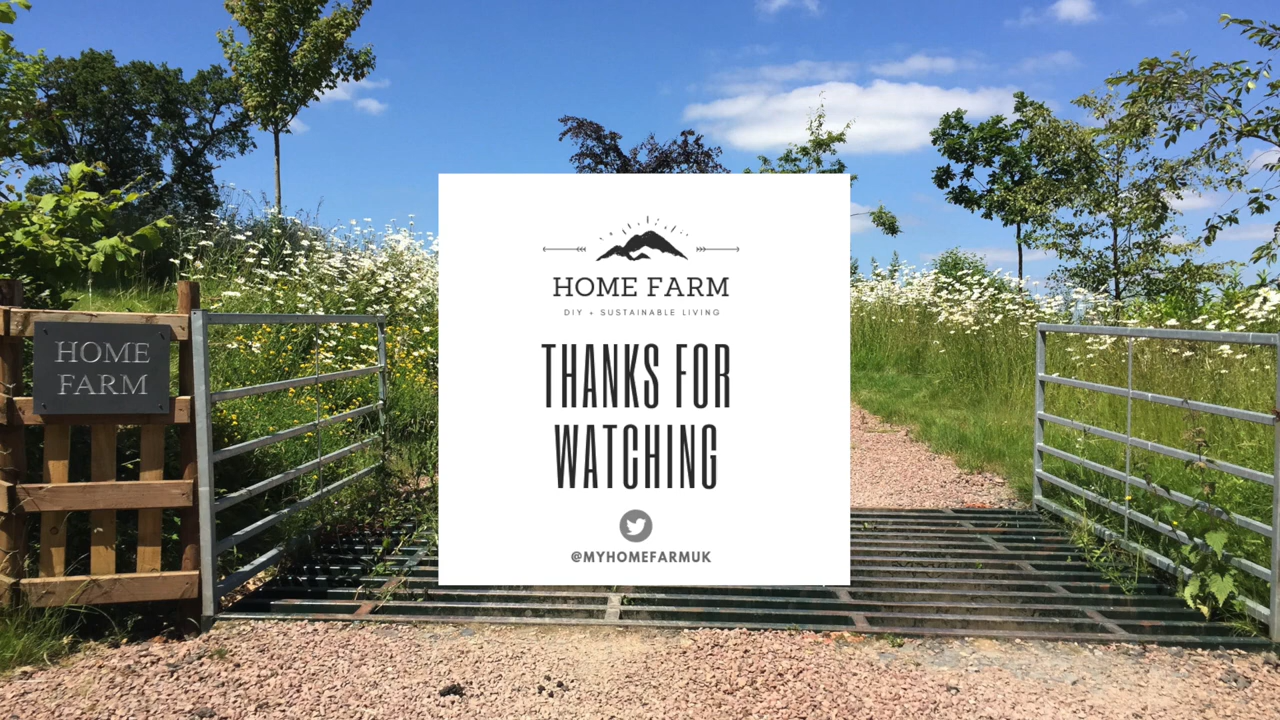 HOME
FARM
HOME FARM
DIY + SUSTAINABLE LIVING
THANKS FOR
WATCHING
@MYHOMEFARMUK